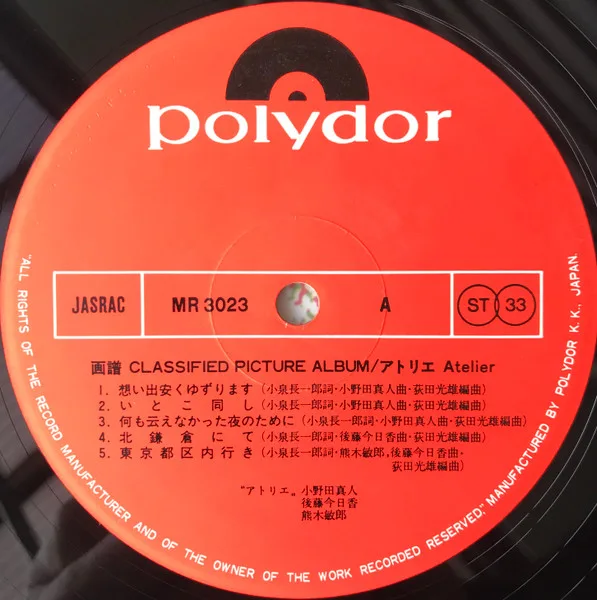 polydor
JASRAC MR 3023 A ST 33
画譜 CLASSIFIED PICTURE ALBUM/アトリエ Atelier
1. 想い出安くゆずります(小泉長一郎詞·小野田真人曲·荻田光雄編曲)
2. いとこ同し(小泉長一郎詞·小野田真人曲·荻田光雄編曲)
3. 何も云えなかった夜のために(小泉長一郎詞·小野田真人曲·荻田光雄編曲)
4. 北鎌倉にて(小泉長一郎詞·後藤今日香曲·荻田光雄編曲)
5. 東京都区内行き(小泉長一郎詞·熊木敏郎,後藤今日香曲·
荻田光雄編曲)
"アトリエ„ 小野田真人
後藤今日香
熊木敏郎
"ALL RIGHTS OF THE RECORD MANUFACTURER AND OF THE OWNER OF THE WORK RECORDED RESERVED," MANUFACTURED BY POLYDOR K.K., JAPAN.